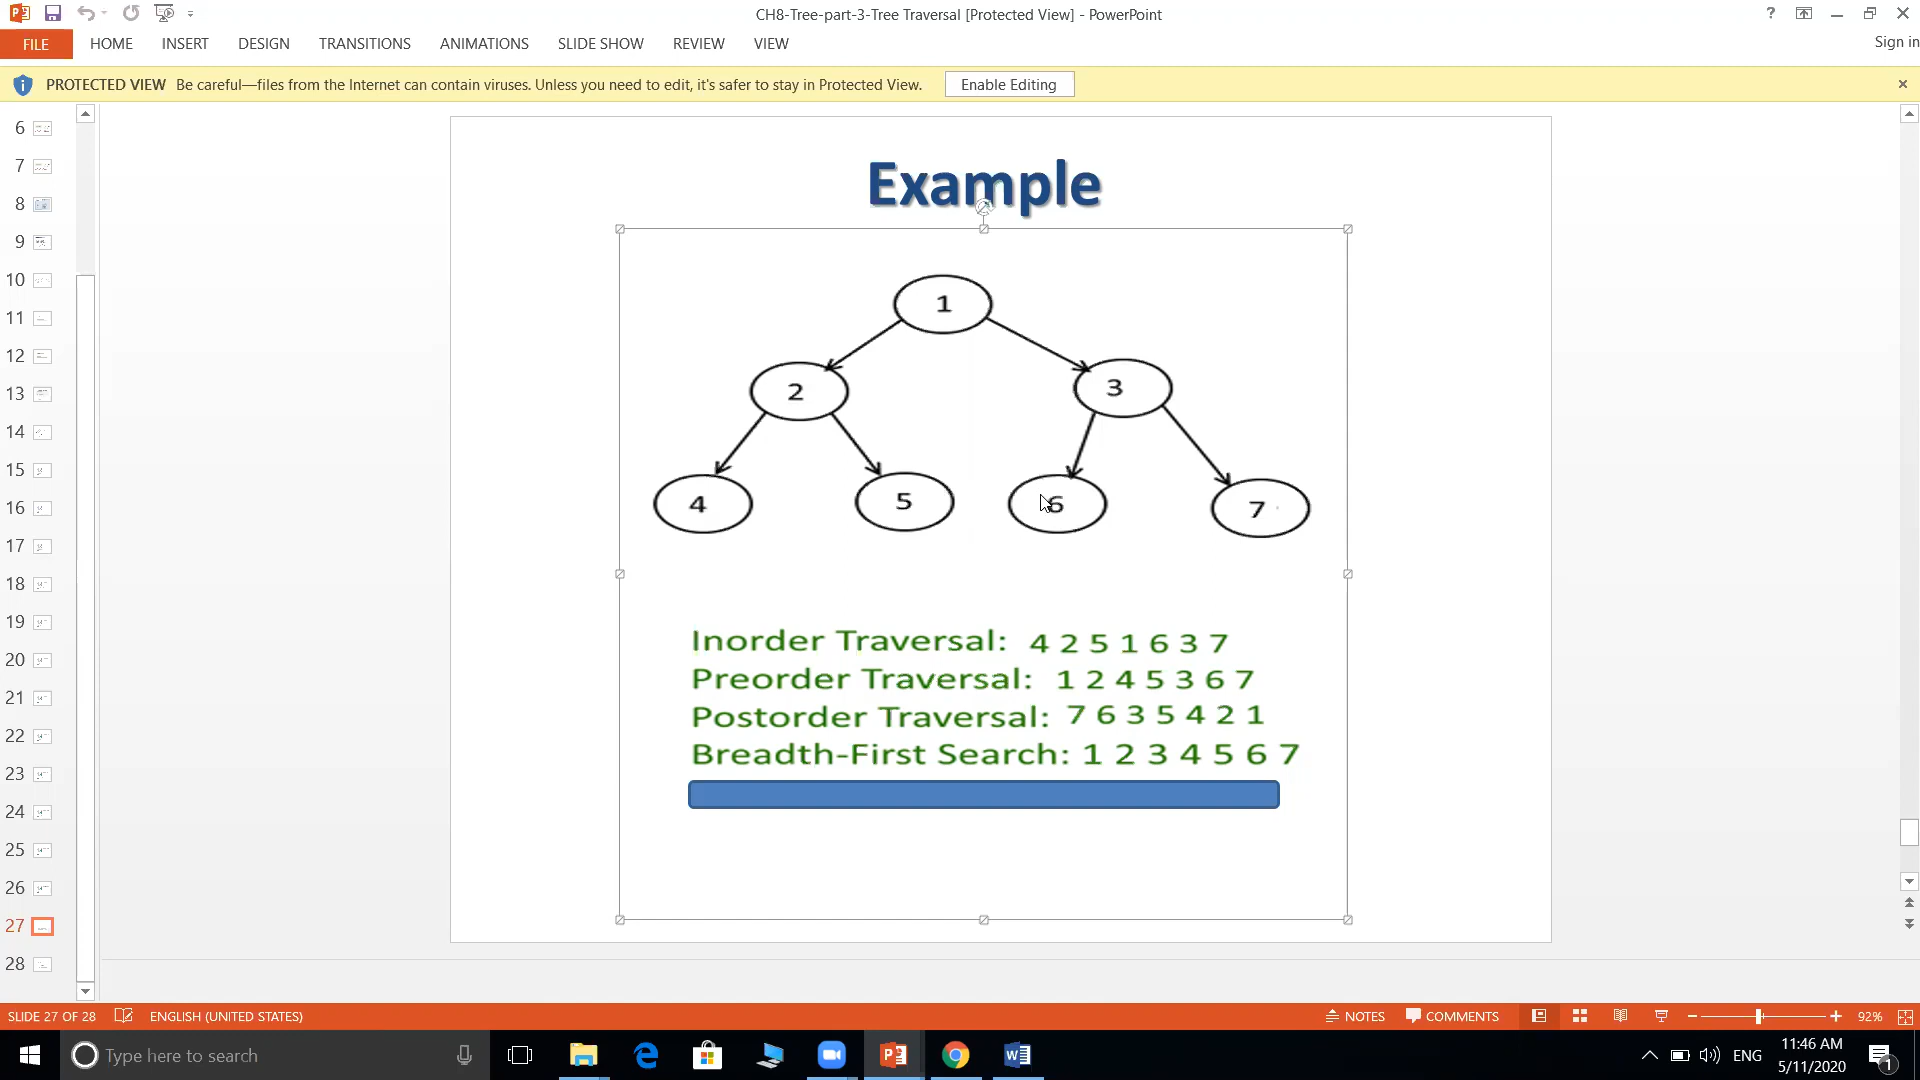 CH8-Tree-part-3-Tree Traversal [Protected View] - PowerPoint
?
FILE HOME INSERT DESIGN TRANSITIONS ANIMATIONS SLIDE SHOW REVIEW VIEW
Sign in
PROTECTED VIEW Be careful—files from the Internet can contain viruses. Unless you need to edit, it's safer to stay in Protected View. Enable Editing
6
7
8
9
10
11
12
13
14
15
16
17
18
19
20
21
22
23
24
25
26
27
28
Example
1
2 3
4 5 6 7
Inorder Traversal: 4 2 5 1 6 3 7
Preorder Traversal: 1 2 4 5 3 6 7
Postorder Traversal: 7 6 3 5 4 2 1
Breadth-First Search: 1 2 3 4 5 6 7
SLIDE 27 OF 28 ENGLISH (UNITED STATES) NOTES COMMENTS 92%
Type here to search
ENG
11:46 AM
5/11/2020
1